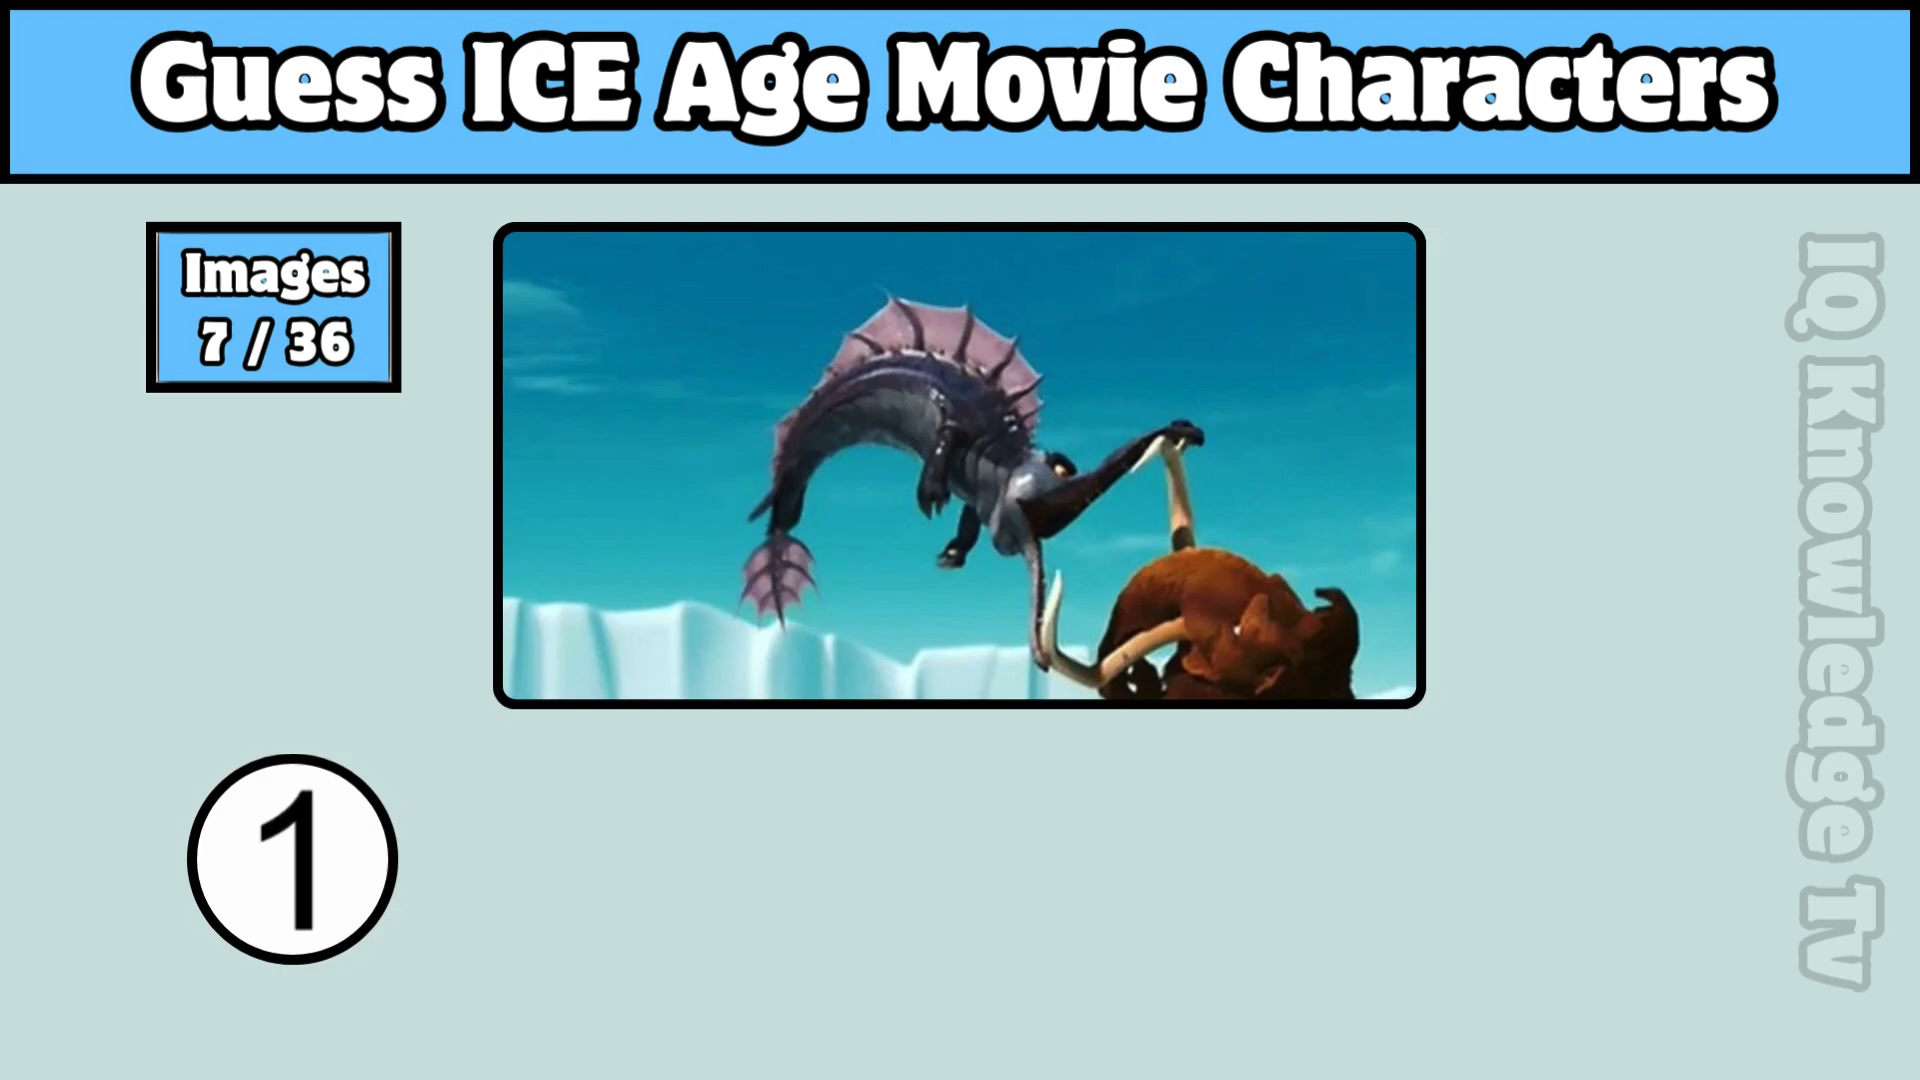 Guess ICE Age Movie Characters
Images
7 / 36
1
IQ Knowledge Tv